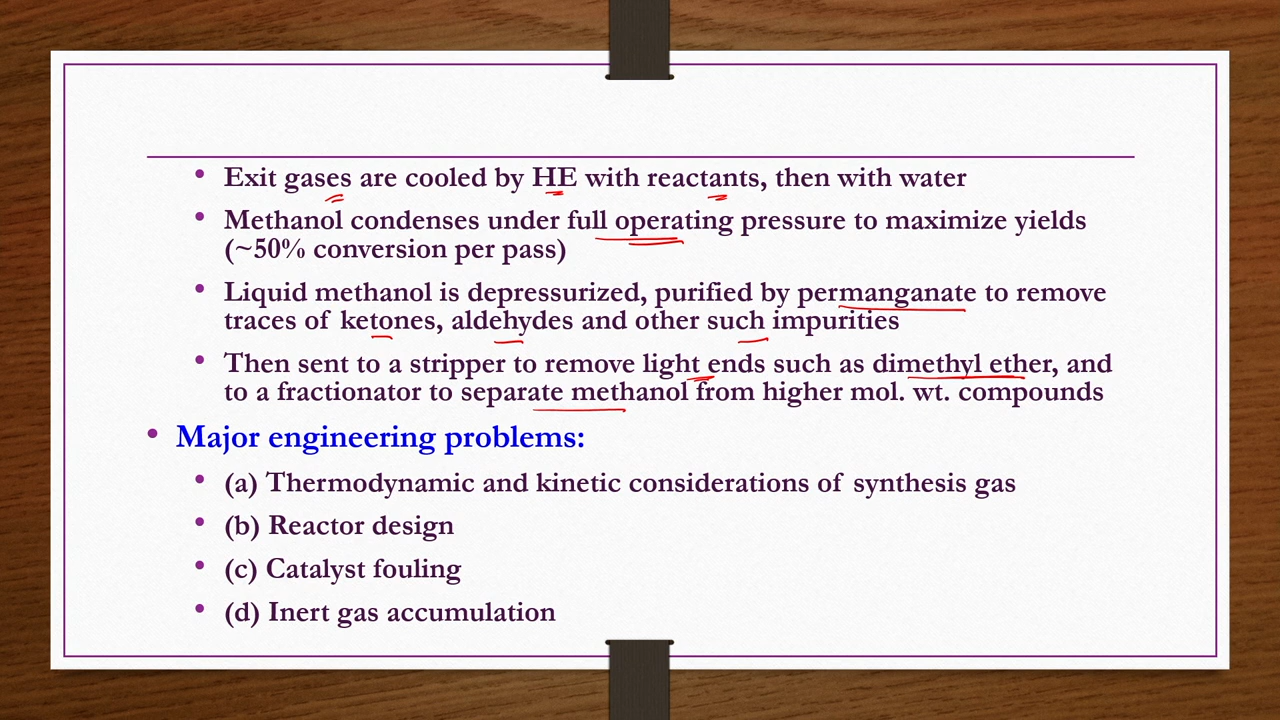 • Exit gases are cooled by HE with reactants, then with water
• Methanol condenses under full operating pressure to maximize yields
(~50% conversion per pass)
• Liquid methanol is depressurized, purified by permanganate to remove
traces of ketones, aldehydes and other such impurities
• Then sent to a stripper to remove light ends such as dimethyl ether, and
to a fractionator to separate methanol from higher mol. wt. compounds
• Major engineering problems:
• (a) Thermodynamic and kinetic considerations of synthesis gas
• (b) Reactor design
• (c) Catalyst fouling
• (d) Inert gas accumulation